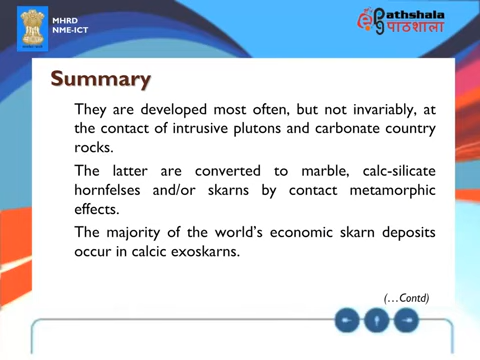 MHRD
NME-ICT
Pathshala
पाठशाला
Summary
They are developed most often, but not invariably, at
the contact of intrusive plutons and carbonate country
rocks.
The latter are converted to marble, calc-silicate
hornfelses and/or skarns by contact metamorphic
effects.
The majority of the world's economic skarn deposits
occur in calcic exoskarns.
(…Contd)